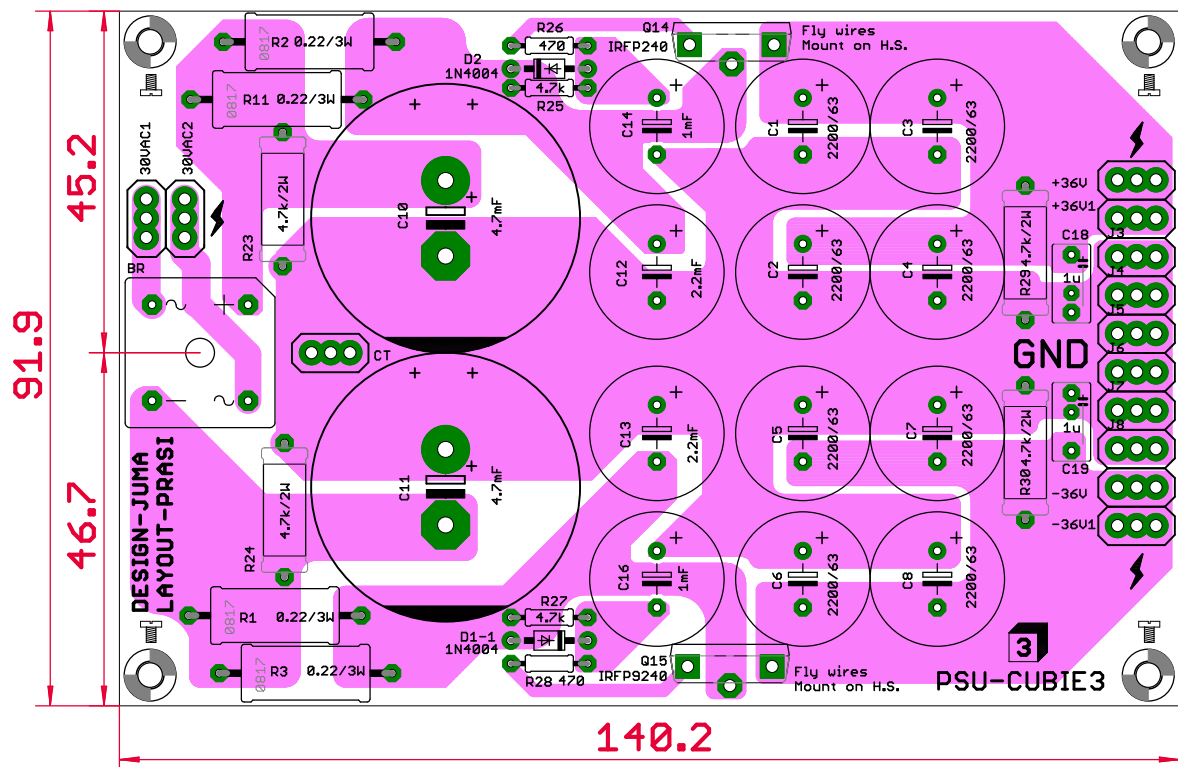 R26
470
Q14
IRFP240
Fly wires
Mount on H.S.
0817
R2 0.22/3W
D2
1N4004
4.7k
R25
0817
R11 0.22/3W
+ +
C14
+
1mF
C1
+
2200/63
C3
+
2200/63
30VAC1
30VAC2
45.2
4.7k/2W
R23
C10
+
4.7mF
+36V
+36V1
J3
C18
1u
J4
C12
+
2.2mF
C2
+
2200/63
C4
+
2200/63
R29
4.7k/2W
BR
~ +
- ~
J5
91.9
CT
GND
J6
+ +
J7
C13
+
2.2mF
C5
+
2200/63
C7
+
2200/63
R30
4.7k/2W
1u
J8
C19
DESIGN-JUMA
LAYOUT-PRASI
46.7
4.7k/2W
R24
C11
+
4.7mF
-36V
-36V1
C16
+
1mF
C6
+
2200/63
C8
+
2200/63
0817
R1 0.22/3W
R27
4.7k
D1-1
1N4004
3
0817
R3 0.22/3W
R28 470
Q15
IRFP9240
Fly wires
Mount on H.S.
PSU-CUBIE3
140.2